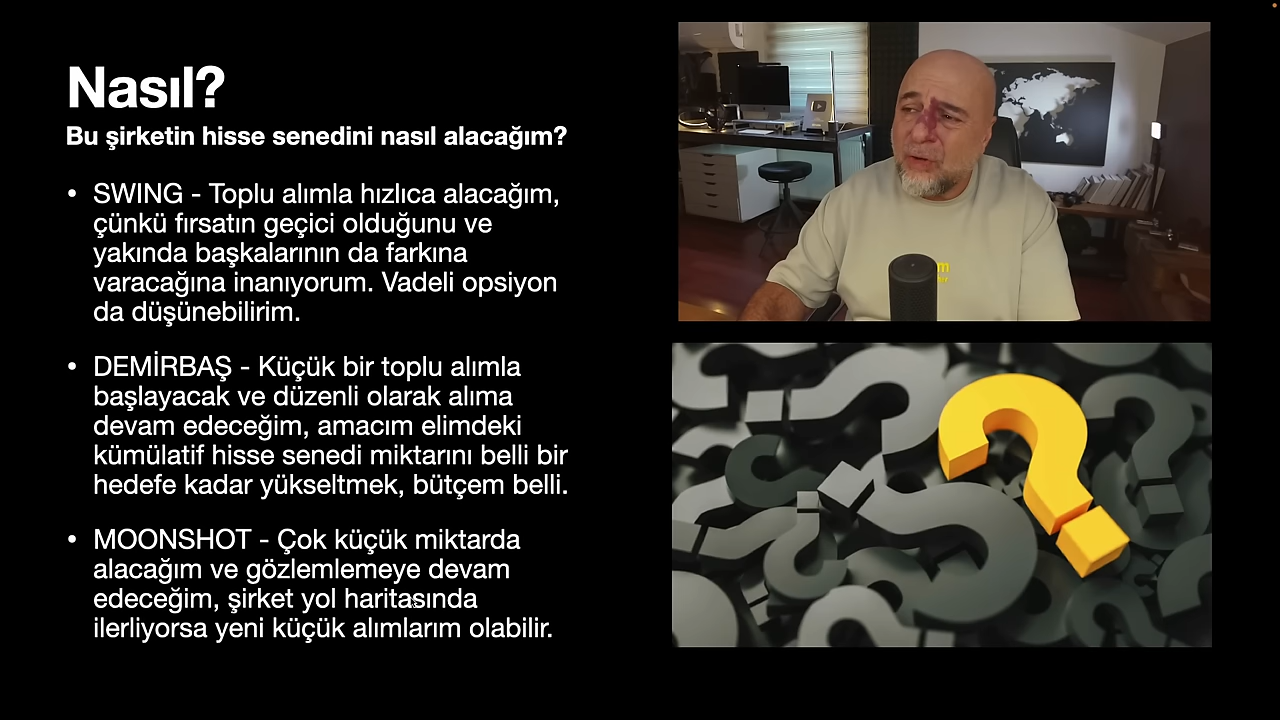 Nasıl?
Bu şirketin hisse senedini nasıl alacağım?
• SWING - Toplu alımla hızlıca alacağım,
çünkü fırsatın geçici olduğunu ve
yakında başkalarının da farkına
varacağına inanıyorum. Vadeli opsiyon
da düşünebilirim.
• DEMİRBAŞ - Küçük bir toplu alımla
başlayacak ve düzenli olarak alıma
devam edeceğim, amacım elimdeki
kümülatif hisse senedi miktarını belli bir
hedefe kadar yükseltmek, bütçem belli.
• MOONSHOT - Çok küçük miktarda
alacağım ve gözlemlemeye devam
edeceğim, şirket yol haritasında
ilerliyorsa yeni küçük alımlarım olabilir.